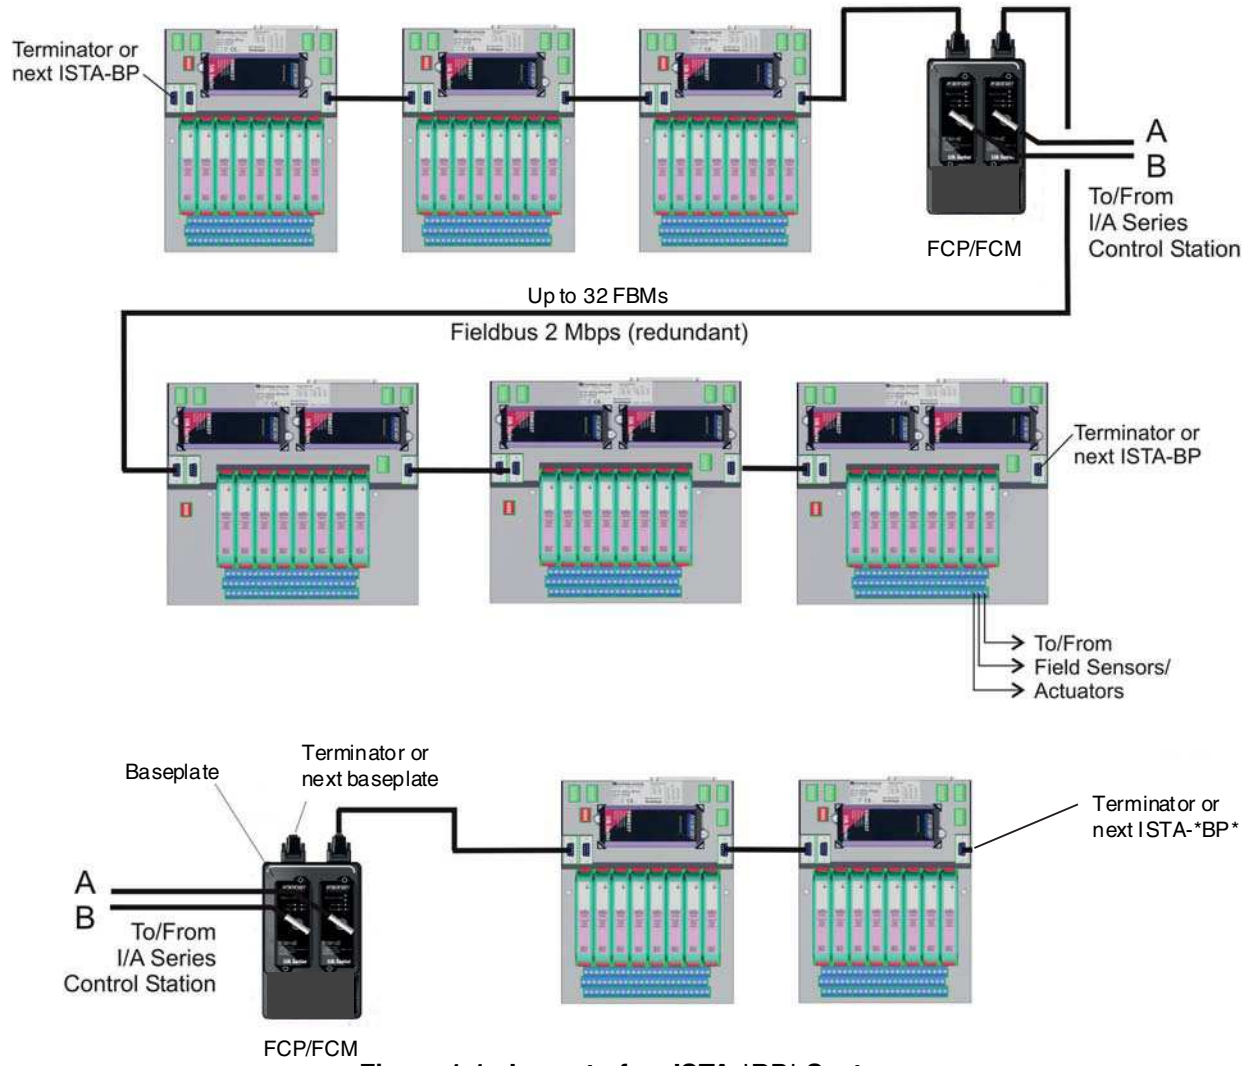 Terminator or
next ISTA-BP
A
B
To/From
I/A Series
Control Station
FCP/FCM
Up to 32 FBMs
Fieldbus 2 Mbps (redundant)
Terminator or
next ISTA-BP
To/From
Field Sensors/
Actuators
Baseplate
Terminator or
next baseplate
Terminator or
next ISTA-*BP*
A
B
To/From
I/A Series
Control Station
FCP/FCM